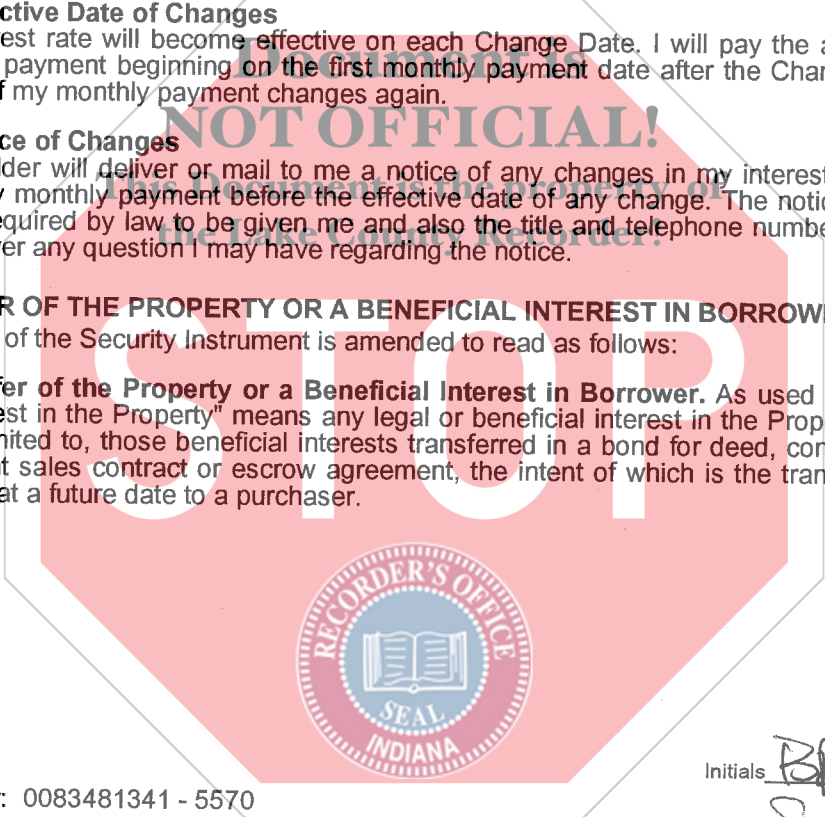 ctive Date of Changes
est rate will become effective on each Change Date. I will pay the a
payment beginning on the first monthly payment date after the Char
f my monthly payment changes again.
Document is
NOT OFFICIAL!
This Document is the property of
the Lake County Recorder!
ce of Changes
der will deliver or mail to me a notice of any changes in my interest
y monthly payment before the effective date of any change. The notic
equired by law to be given me and also the title and telephone numbe
er any question I may have regarding the notice.
R OF THE PROPERTY OR A BENEFICIAL INTEREST IN BORROWE
of the Security Instrument is amended to read as follows:
fer of the Property or a Beneficial Interest in Borrower. As used
est in the Property" means any legal or beneficial interest in the Prop
mited to, those beneficial interests transferred in a bond for deed, con
t sales contract or escrow agreement, the intent of which is the tran
at a future date to a purchaser.
STOP
RECORDER'S OFFICE
SEAL
INDIANA
Initials
: 0083481341 - 5570